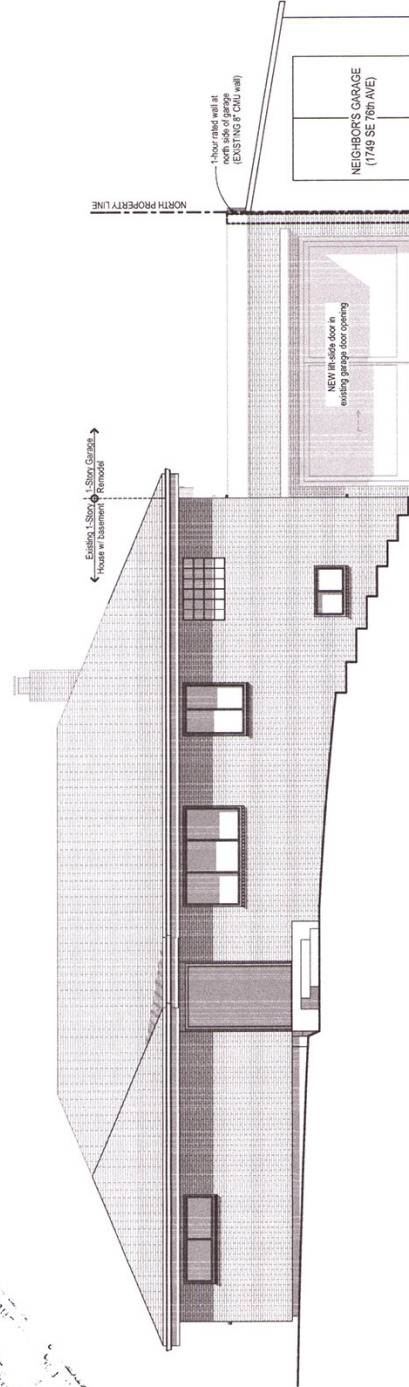 Existing 1-Story
House w/ basement
1-Story Garage
Remodel
NORTH PROPERTY LINE
1-hour rated wall at
north side of garage
(EXISTING 8" CMU wall)
NEW lift-slide door in
existing garage door opening
NEIGHBOR'S GARAGE
(1749 SE 76th AVE)